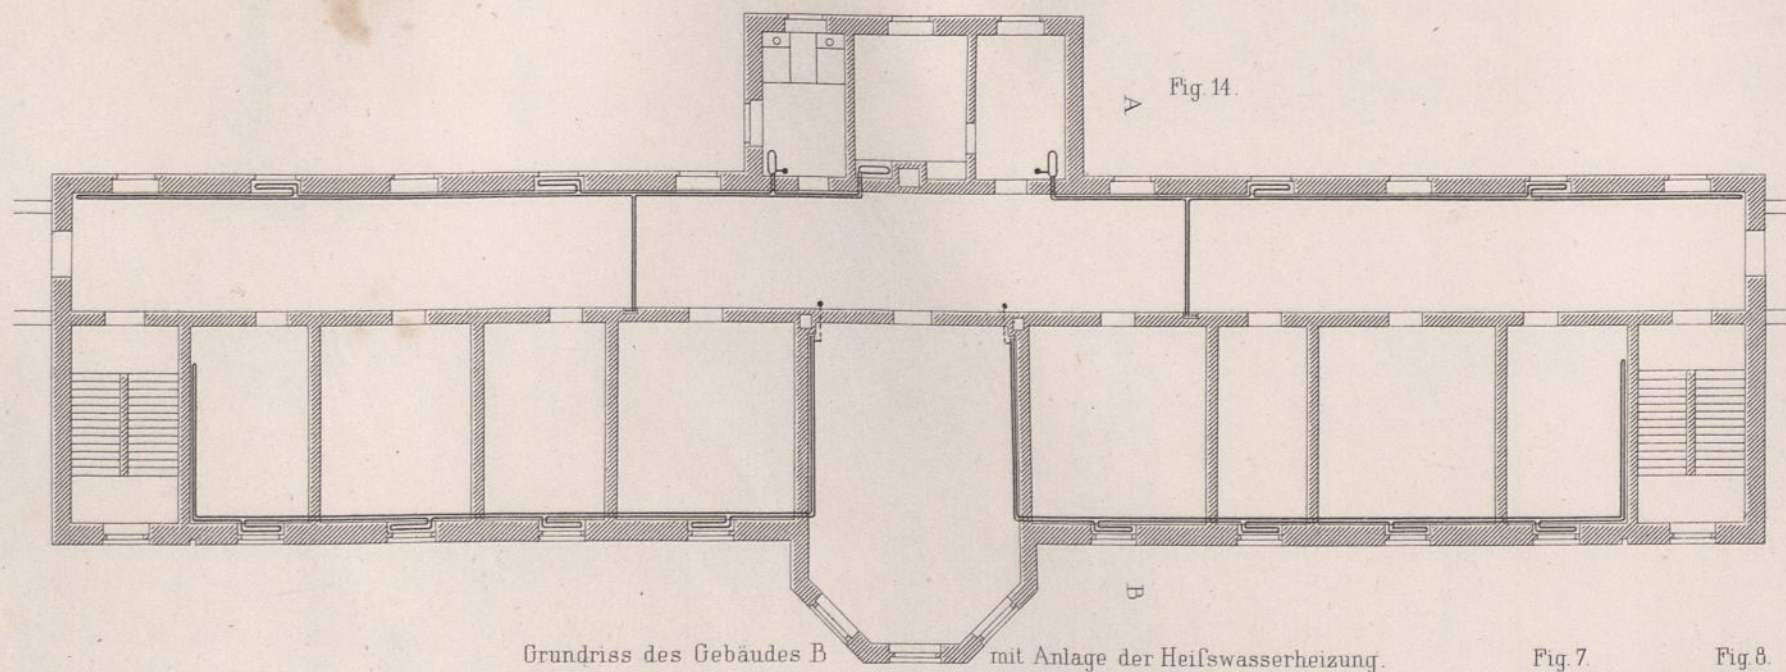 Fig. 14.
A
B
Grundriss des Gebäudes B mit Anlage der Heifswasserheizung.
Fig. 7.
Fig. 8.